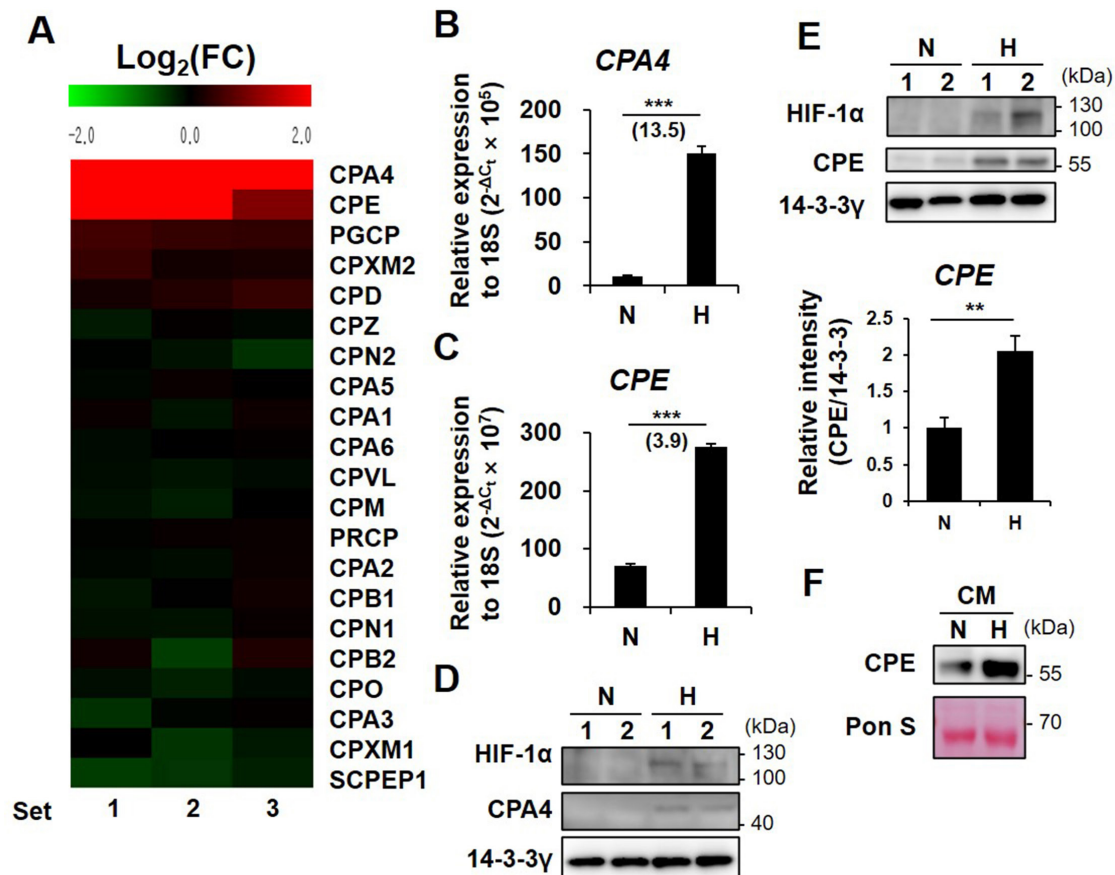 A
Log2(FC)
-2.0 0.0 2.0
CPA4
CPE
PGCP
CPXM2
CPD
CPZ
CPN2
CPA5
CPA1
CPA6
CPVL
CPM
PRCP
CPA2
CPB1
CPN1
CPB2
CPO
CPA3
CPXM1
SCPEP1
Set 1 2 3
B
CPA4
Relative expression
to 18S (2^-ΔCt × 10^5)
200
150
100
50
0
***
(13.5)
N H
C
CPE
Relative expression
to 18S (2^-ΔCt × 10^7)
300
200
100
0
***
(3.9)
N H
D
N H
1 2 1 2 (kDa)
HIF-1α
130
100
CPA4
40
14-3-3γ
E
N H
1 2 1 2 (kDa)
HIF-1α
130
100
CPE
55
14-3-3γ
CPE
Relative intensity
(CPE/14-3-3)
2.5
2
1.5
1
0.5
0
**
N H
F
CM
N H (kDa)
CPE
55
Pon S
70